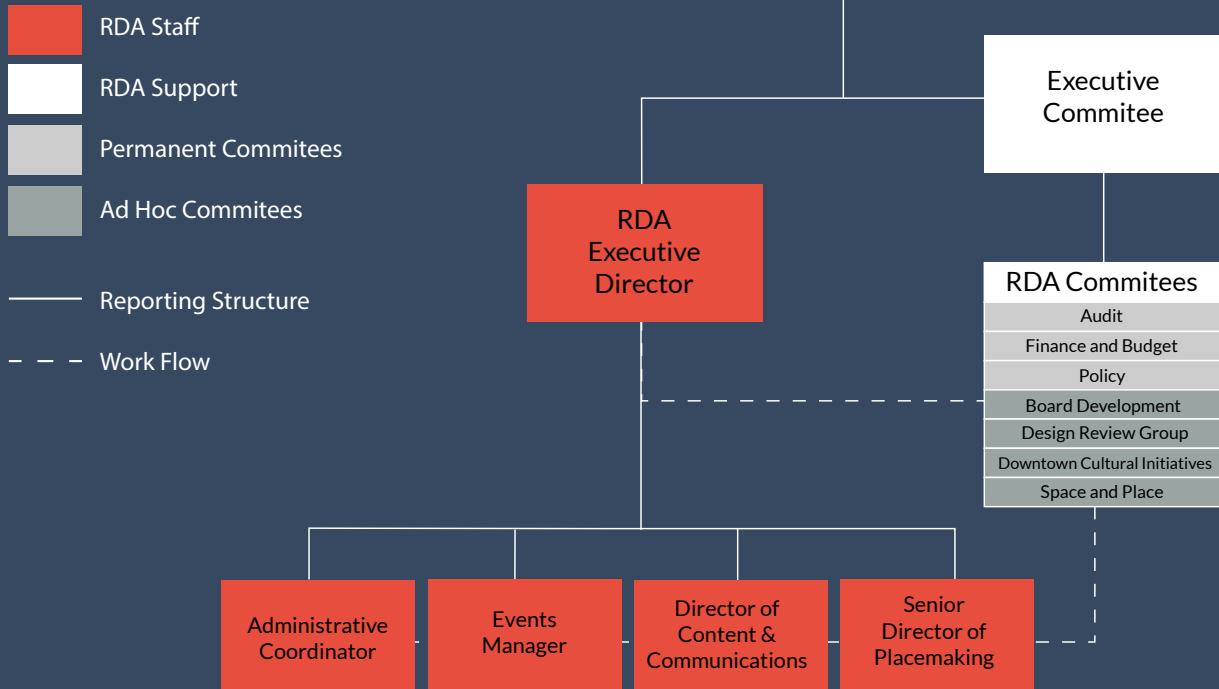 RDA Staff
RDA Support
Permanent Commitees
Ad Hoc Commitees
Reporting Structure
Work Flow
Executive
Commitee
RDA
Executive
Director
RDA Commitees
Audit
Finance and Budget
Policy
Board Development
Design Review Group
Downtown Cultural Initiatives
Space and Place
Administrative
Coordinator
Events
Manager
Director of
Content &
Communications
Senior
Director of
Placemaking